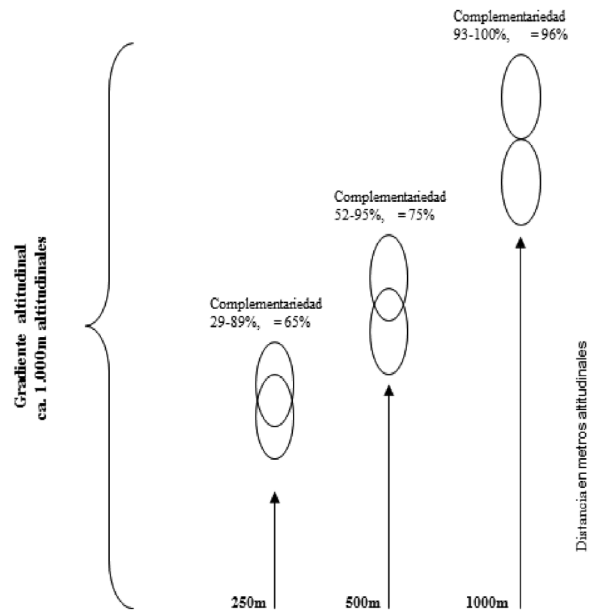 Complementariedad
93-100%, =96%
Complementariedad
52-95%, =75%
Complementariedad
29-89%, =65%
Gradiente altitudinal
ca. 1.000m altitudinales
Distancia en metros altitudinales
250m
500m
1000m